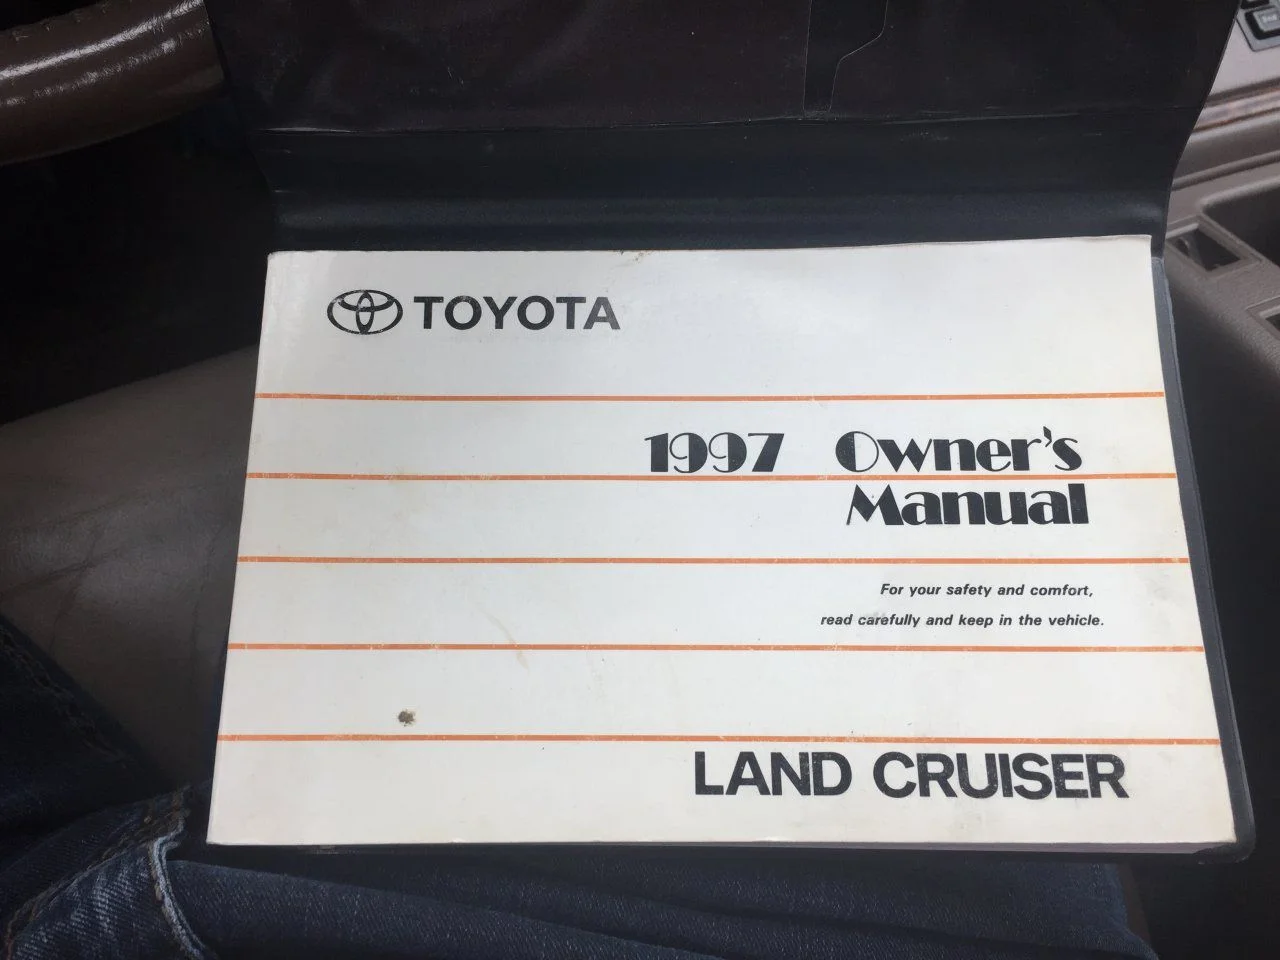 TOYOTA
1997 Owner's
Manual
For your safety and comfort,
read carefully and keep in the vehicle.
LAND CRUISER